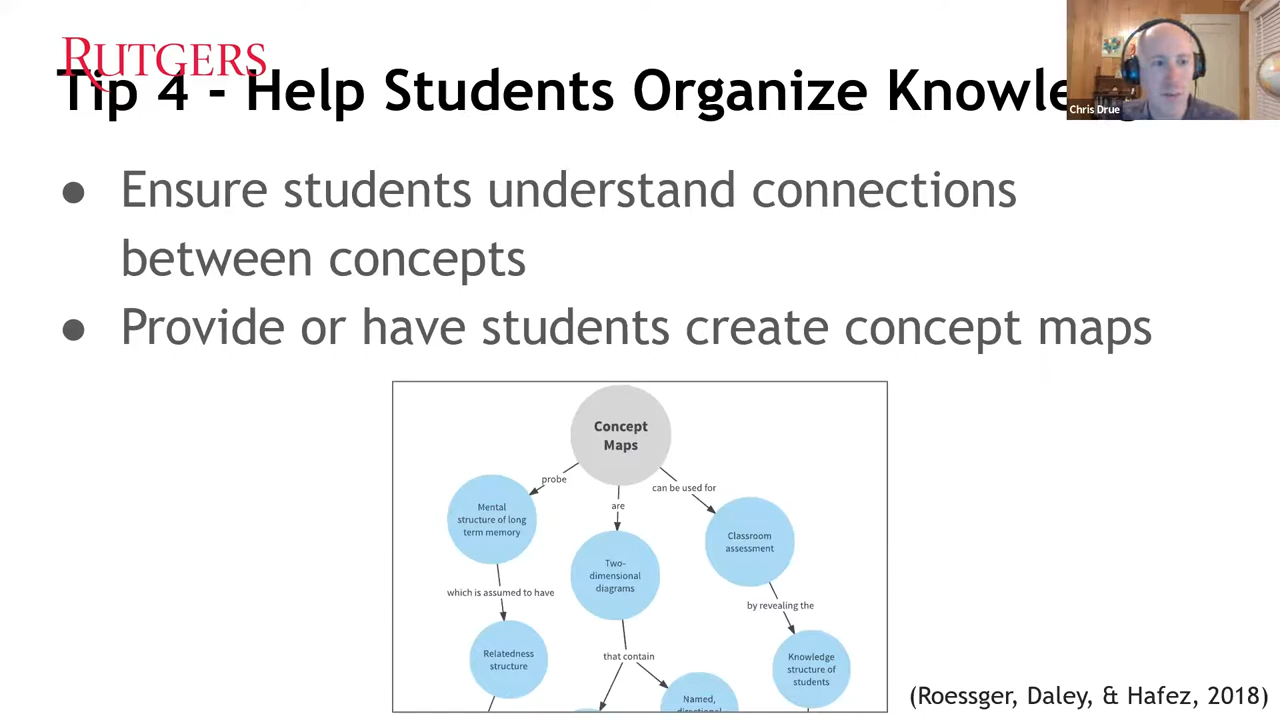 RUTGERS
Tip 4 - Help Students Organize
Chris Drue
● Ensure students understand connections
between concepts
● Provide or have students create concept maps
Concept
Maps
probe
are
can be used for
Mental
structure of long
term memory
Two-
dimensional
diagrams
Classroom
assessment
which is assumed to have
by revealing the
Relatedness
structure
that contain
Knowledge
structure of
students
Named,
directional
(Roessger, Daley, & Hafez, 2018)